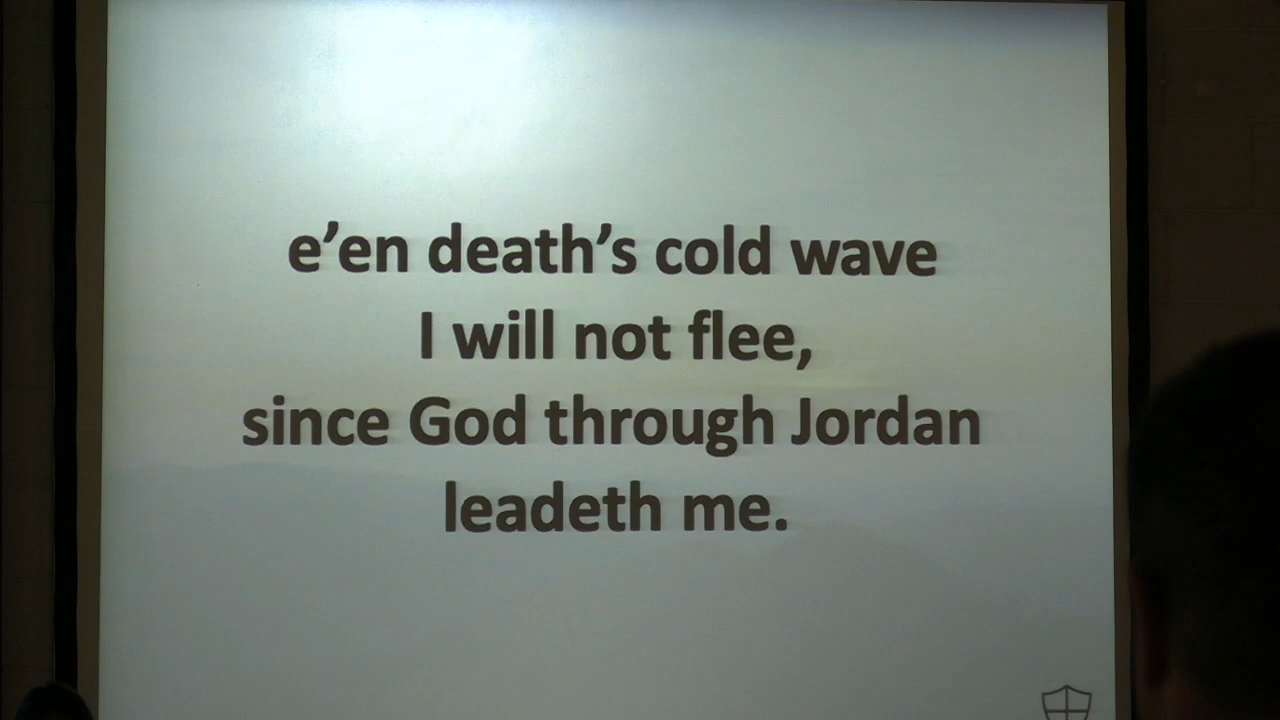 e’en death’s cold wave
I will not flee,
since God through Jordan
leadeth me.